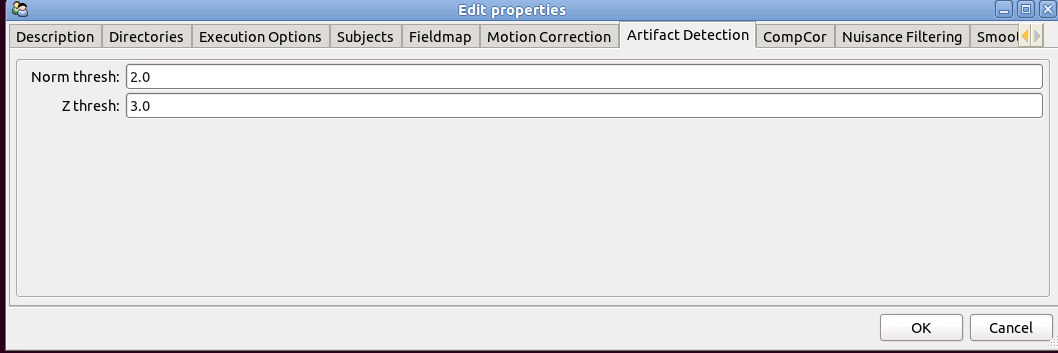 Edit properties
Description Directories Execution Options Subjects Fieldmap Motion Correction Artifact Detection CompCor Nuisance Filtering Smoo
Norm thresh: 2.0
Z thresh: 3.0
OK Cancel